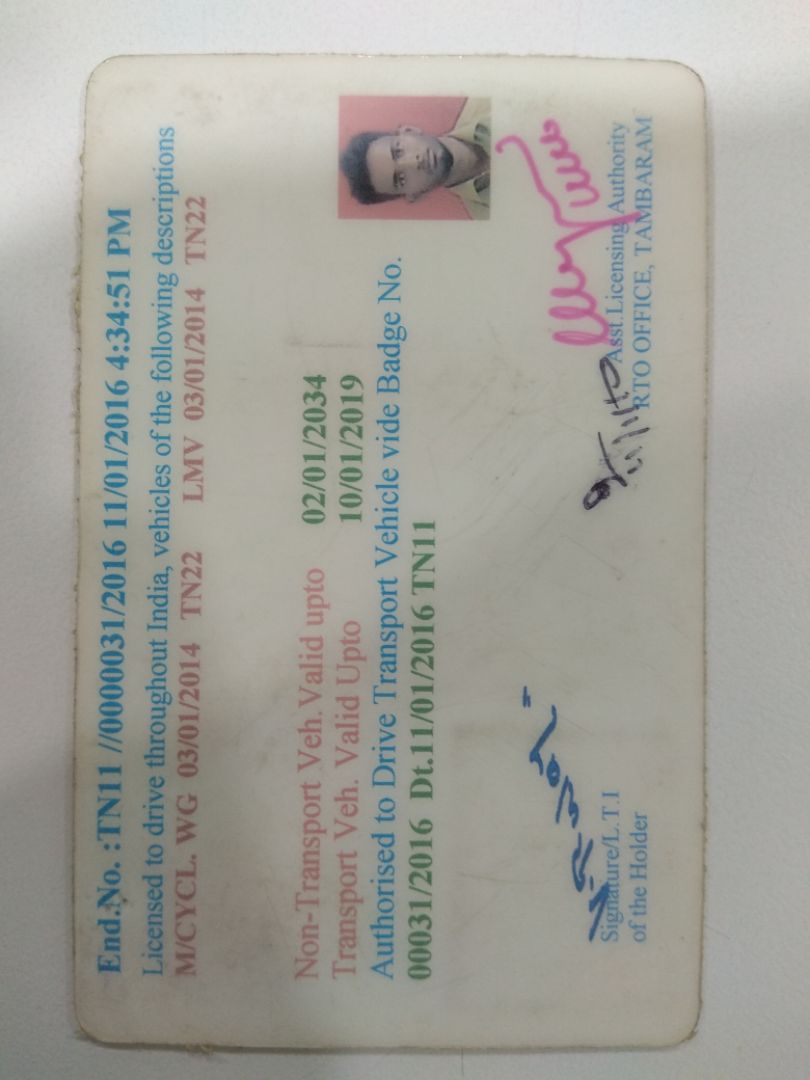 End.No. :TN11 //0000031/2016 11/01/2016 4:34:51 PM
Licensed to drive throughout India, vehicles of the following descriptions
M/CYCL. WG 03/01/2014 TN22 LMV 03/01/2014 TN22
Non-Transport Veh.Valid upto 02/01/2034
Transport Veh. Valid Upto 10/01/2019
Authorised to Drive Transport Vehicle vide Badge No.
00031/2016 Dt.11/01/2016 TN11
Signature/L.T.I
of the Holder
Asst.Licensing Authority
RTO OFFICE, TAMBARAM